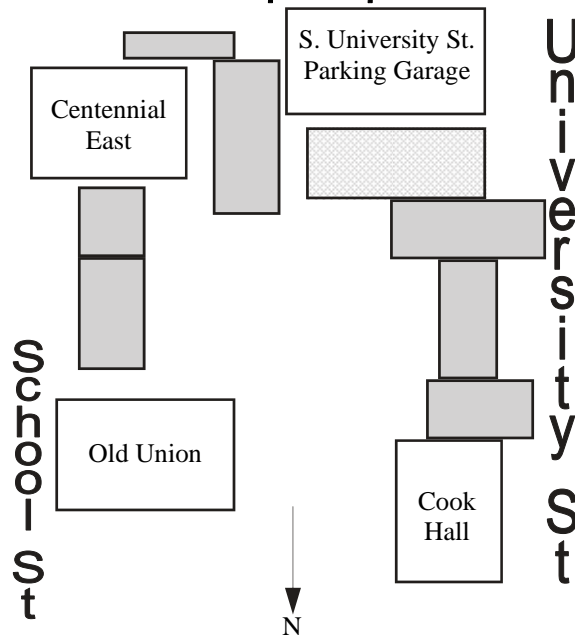 S. University St.
Parking Garage
Centennial
East
University St
School St
Old Union
Cook
Hall
N